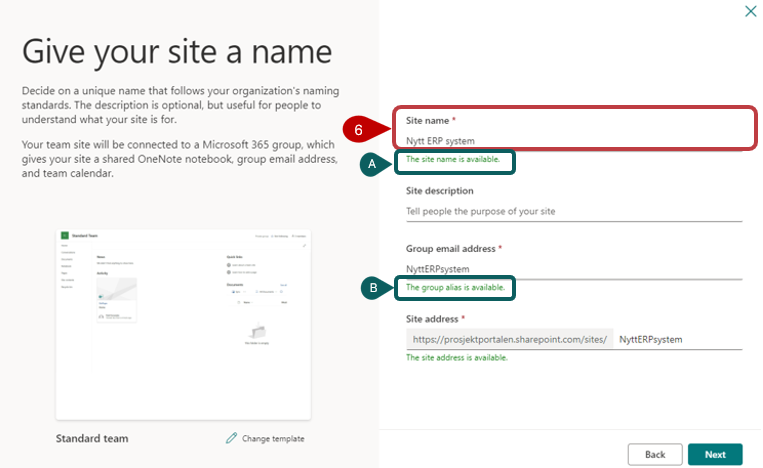 Give your site a name
Decide on a unique name that follows your organization's naming
standards. The description is optional, but useful for people to
understand what your site is for.
Your team site will be connected to a Microsoft 365 group, which
gives your site a shared OneNote notebook, group email address,
and team calendar.
Standard Team
Standard team
Change template
6
Site name *
Nytt ERP system
A
The site name is available.
Site description
Tell people the purpose of your site
Group email address *
NyttERPsystem
B
The group alias is available.
Site address *
https://prosjektportalen.sharepoint.com/sites/ NyttERPsystem
The site address is available.
Back
Next